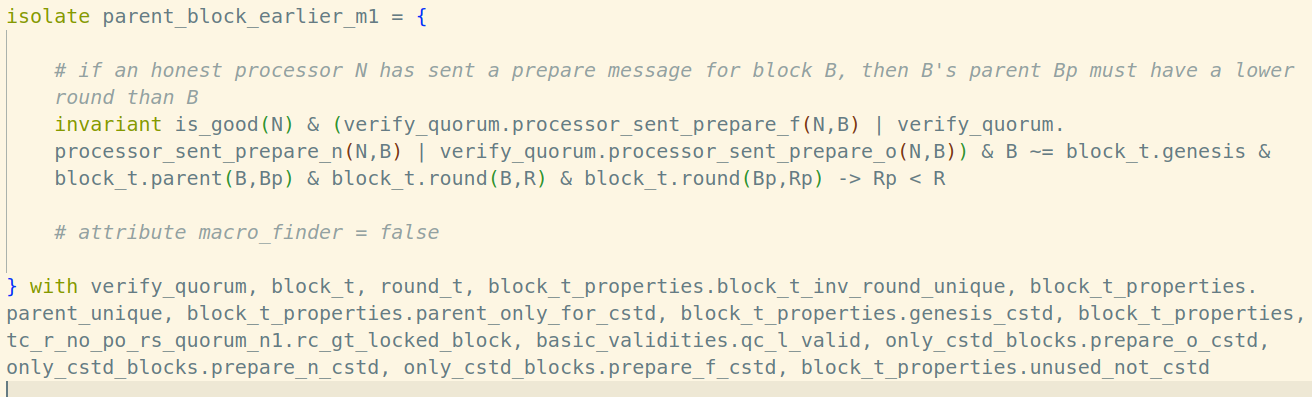 isolate parent_block_earlier_m1 = {
# if an honest processor N has sent a prepare message for block B, then B's parent Bp must have a lower
round than B
invariant is_good(N) & (verify_quorum.processor_sent_prepare_f(N,B) | verify_quorum.
processor_sent_prepare_n(N,B) | verify_quorum.processor_sent_prepare_o(N,B)) & B ~= block_t.genesis &
block_t.parent(B,Bp) & block_t.round(B,R) & block_t.round(Bp,Rp) -> Rp < R
# attribute macro_finder = false
} with verify_quorum, block_t, round_t, block_t_properties.block_t_inv_round_unique, block_t_properties.
parent_unique, block_t_properties.parent_only_for_cstd, block_t_properties.genesis_cstd, block_t_properties,
tc_r_no_po_rs_quorum_n1.rc_gt_locked_block, basic_validities.qc_l_valid, only_cstd_blocks.prepare_o_cstd,
only_cstd_blocks.prepare_n_cstd, only_cstd_blocks.prepare_f_cstd, block_t_properties.unused_not_cstd